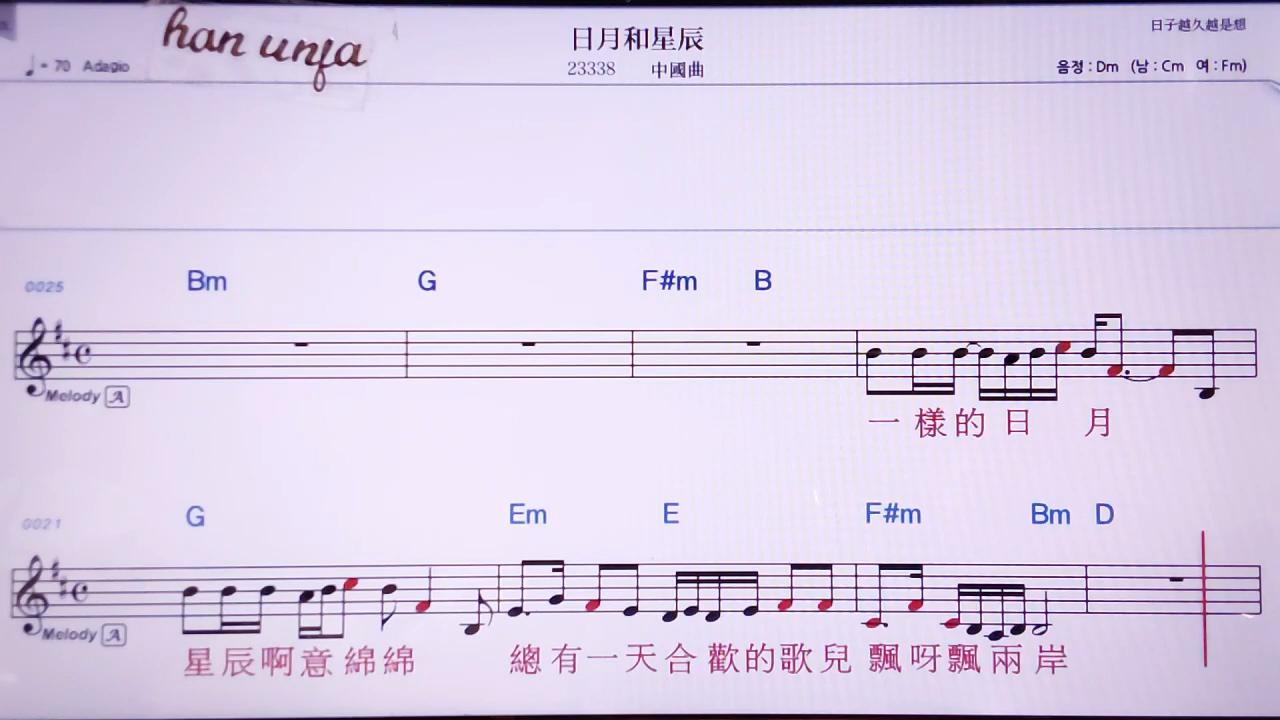 han unfa
日月和星辰
日子越久越是想
♩= 70 Adagio
23338 中國曲
음정 : Dm (남 : Cm 여 : Fm)
0025 Bm G F#m B
Melody A
一樣的日 月
0021 G Em E F#m Bm D
Melody A
星辰啊意綿綿 總有一天合歡的歌兒 飄呀飄兩岸